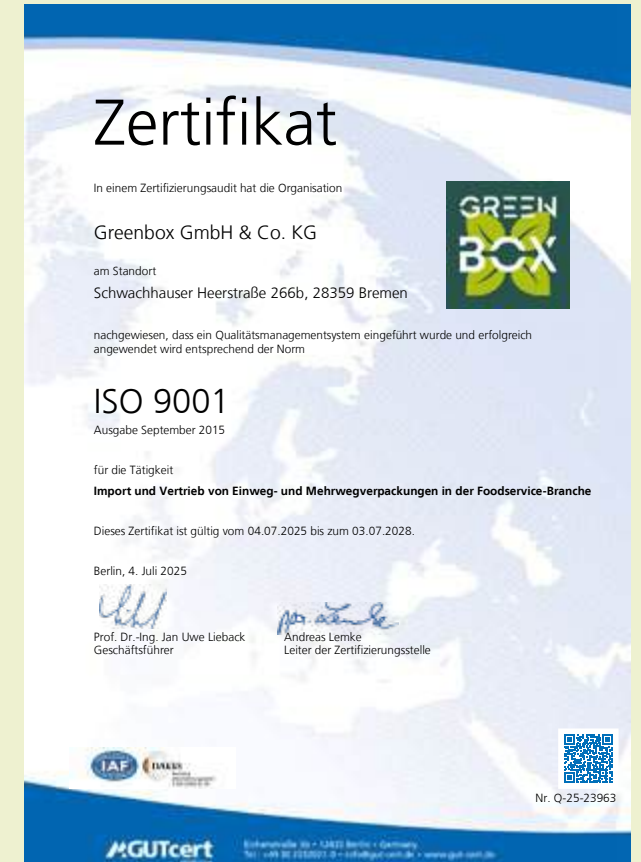 Zertifikat
In einem Zertifizierungsaudit hat die Organisation
GREEN
BOX
Greenbox GmbH & Co. KG
am Standort
Schwachhauser Heerstraße 266b, 28359 Bremen
nachgewiesen, dass ein Qualitätsmanagementsystem eingeführt wurde und erfolgreich
angewendet wird entsprechend der Norm
ISO 9001
Ausgabe September 2015
für die Tätigkeit
Import und Vertrieb von Einweg- und Mehrwegverpackungen in der Foodservice-Branche
Dieses Zertifikat ist gültig vom 04.07.2025 bis zum 03.07.2028.
Berlin, 4. Juli 2025
Prof. Dr.-Ing. Jan Uwe Lieback
Geschäftsführer
Andreas Lemke
Leiter der Zertifizierungsstelle
IAF
DAkkS
Nr. Q-25-23963
GUTcert